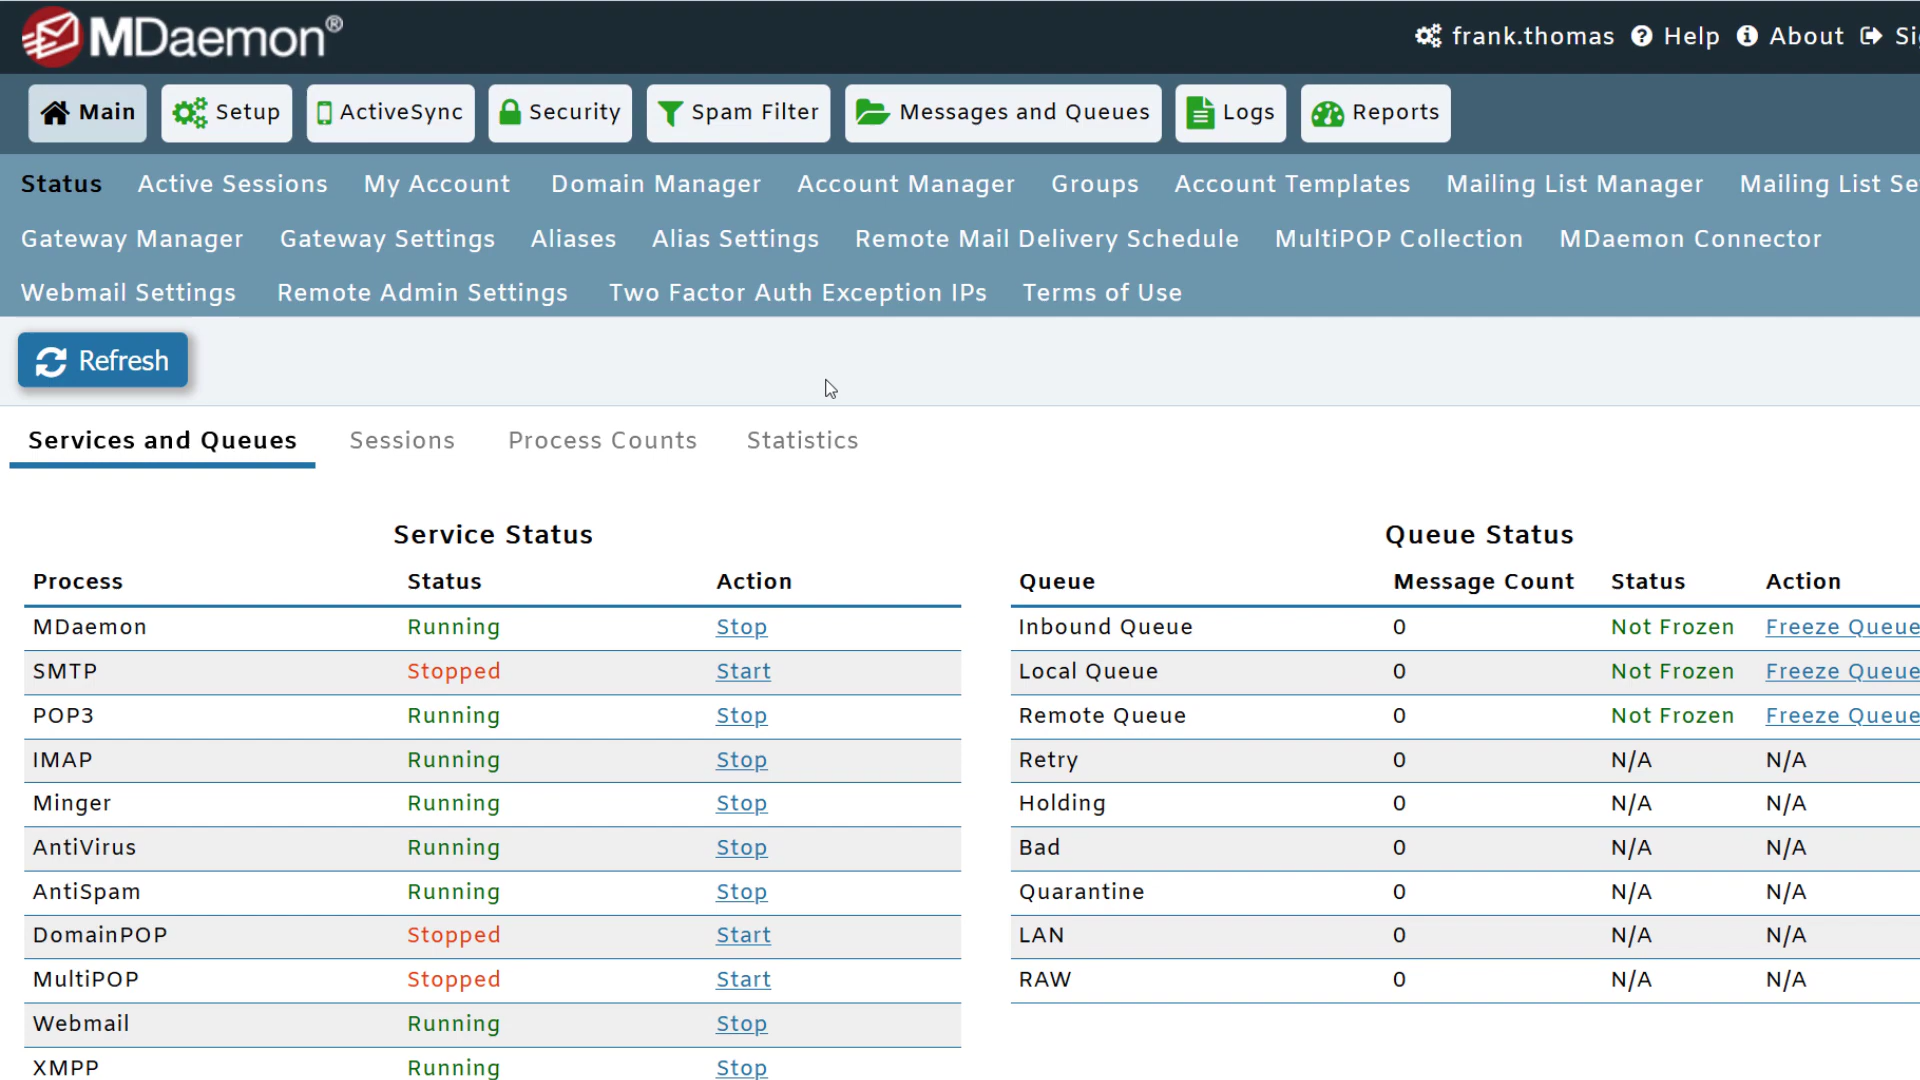 MDaemon®
frank.thomas Help About
Main Setup ActiveSync Security Spam Filter Messages and Queues Logs Reports
Status Active Sessions My Account Domain Manager Account Manager Groups Account Templates Mailing List Manager Mailing List
Gateway Manager Gateway Settings Aliases Alias Settings Remote Mail Delivery Schedule MultiPOP Collection MDaemon Connector
Webmail Settings Remote Admin Settings Two Factor Auth Exception IPs Terms of Use
Refresh
Services and Queues Sessions Process Counts Statistics
Service Status
Process Status Action
MDaemon Running Stop
SMTP Stopped Start
POP3 Running Stop
IMAP Running Stop
Minger Running Stop
AntiVirus Running Stop
AntiSpam Running Stop
DomainPOP Stopped Start
MultiPOP Stopped Start
Webmail Running Stop
XMPP Running Stop
Queue Status
Queue Message Count Status Action
Inbound Queue 0 Not Frozen Freeze Queue
Local Queue 0 Not Frozen Freeze Queue
Remote Queue 0 Not Frozen Freeze Queue
Retry 0 N/A N/A
Holding 0 N/A N/A
Bad 0 N/A N/A
Quarantine 0 N/A N/A
LAN 0 N/A N/A
RAW 0 N/A N/A